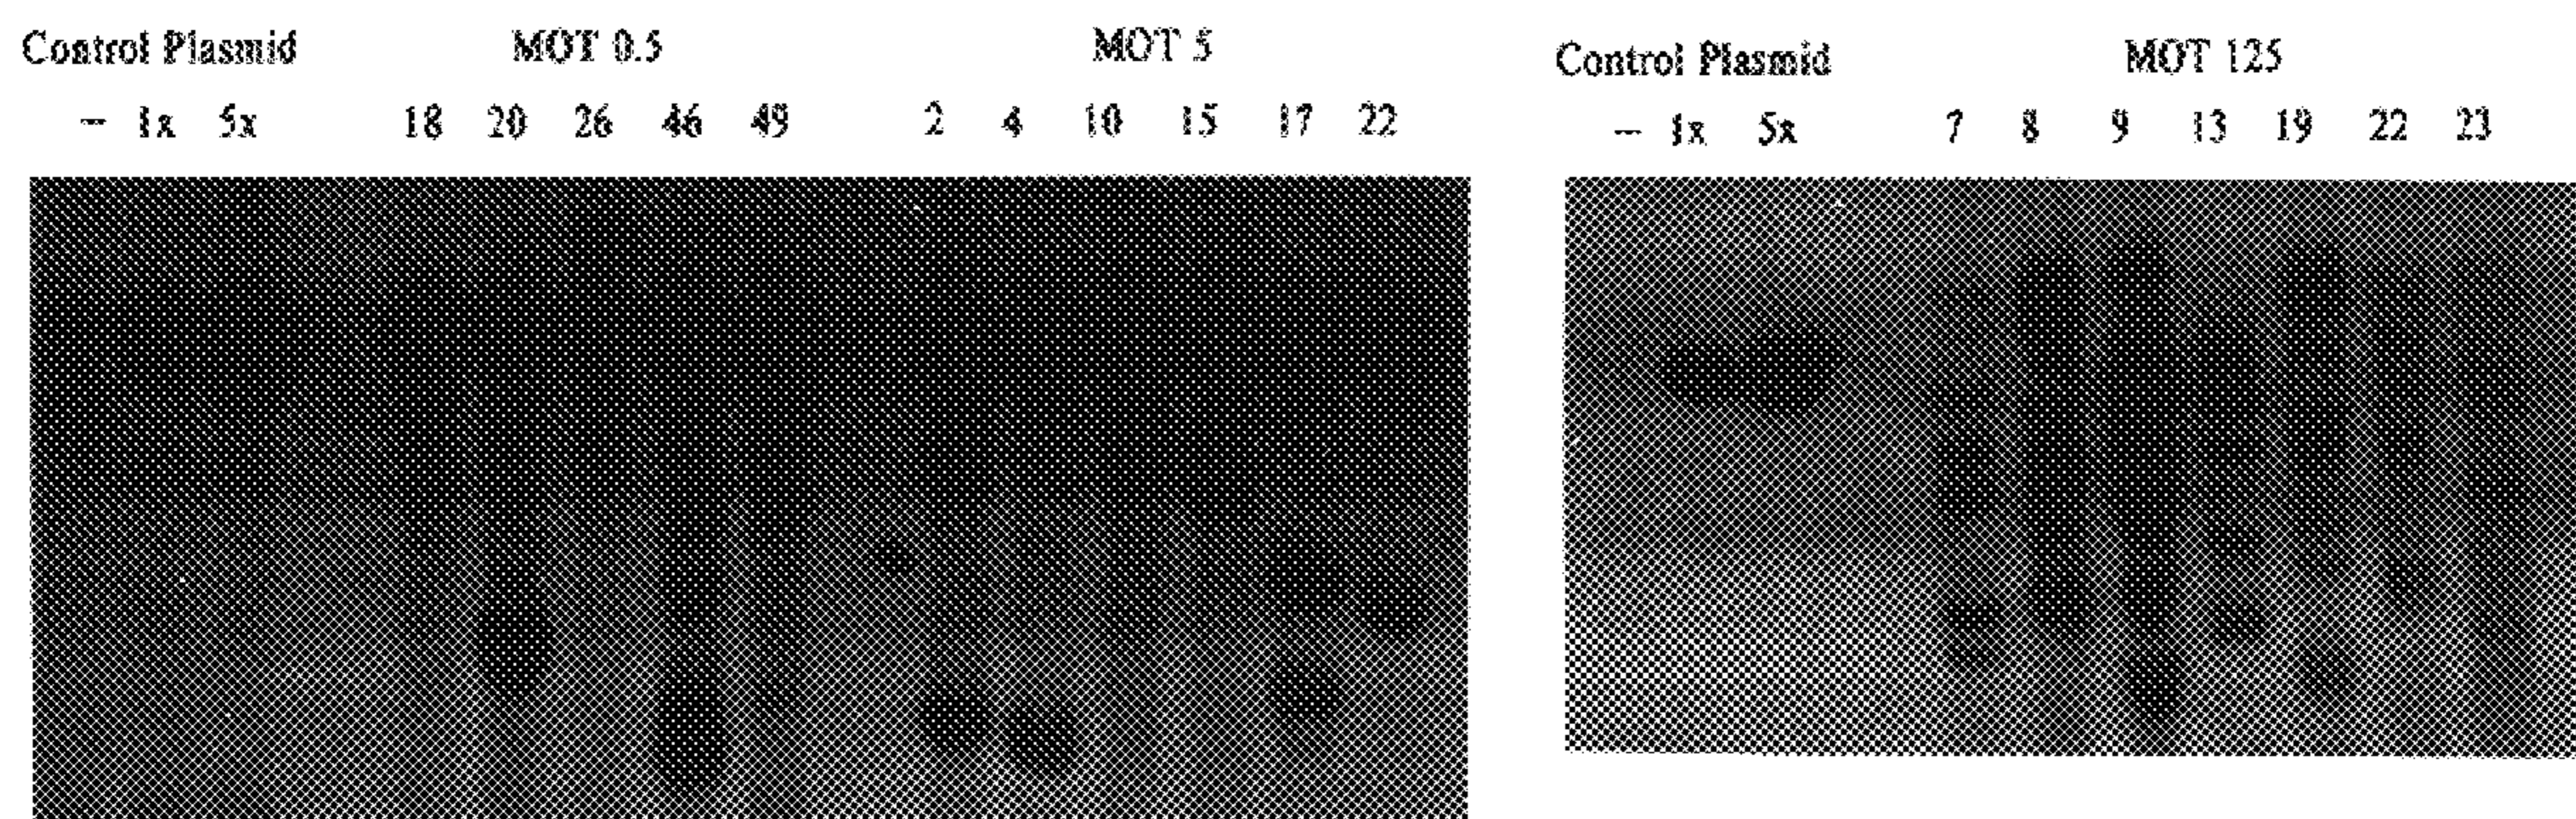 Control Plasmid MOT 0.5 MOT 5
– 1x 5x 18 20 26 46 49 2 4 10 15 17 22
Control Plasmid MOT 125
– 1x 5x 7 8 9 13 19 22 23